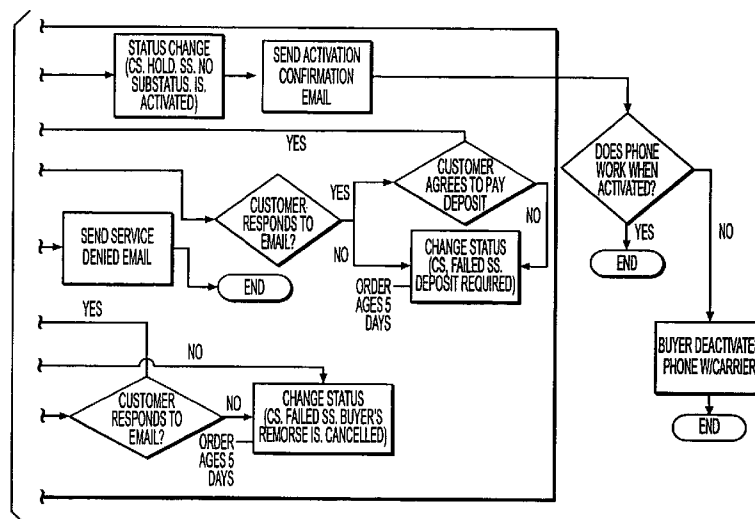 STATUS CHANGE
(CS. HOLD. SS. NO
SUBSTATUS. IS.
ACTIVATED)
SEND ACTIVATION
CONFIRMATION
EMAIL
YES
CUSTOMER
AGREES TO PAY
DEPOSIT
DOES PHONE
WORK WHEN
ACTIVATED?
CUSTOMER
RESPONDS TO
EMAIL?
YES
NO
NO
YES
NO
END
SEND SERVICE
DENIED EMAIL
END
CHANGE STATUS
(CS, FAILED SS.
DEPOSIT REQUIRED)
ORDER
AGES 5
DAYS
YES
NO
CUSTOMER
RESPONDS TO
EMAIL?
NO
CHANGE STATUS
(CS. FAILED SS. BUYER'S
REMORSE IS. CANCELLED)
ORDER
AGES 5
DAYS
BUYER DEACTIVATES
PHONE W/CARRIER
END